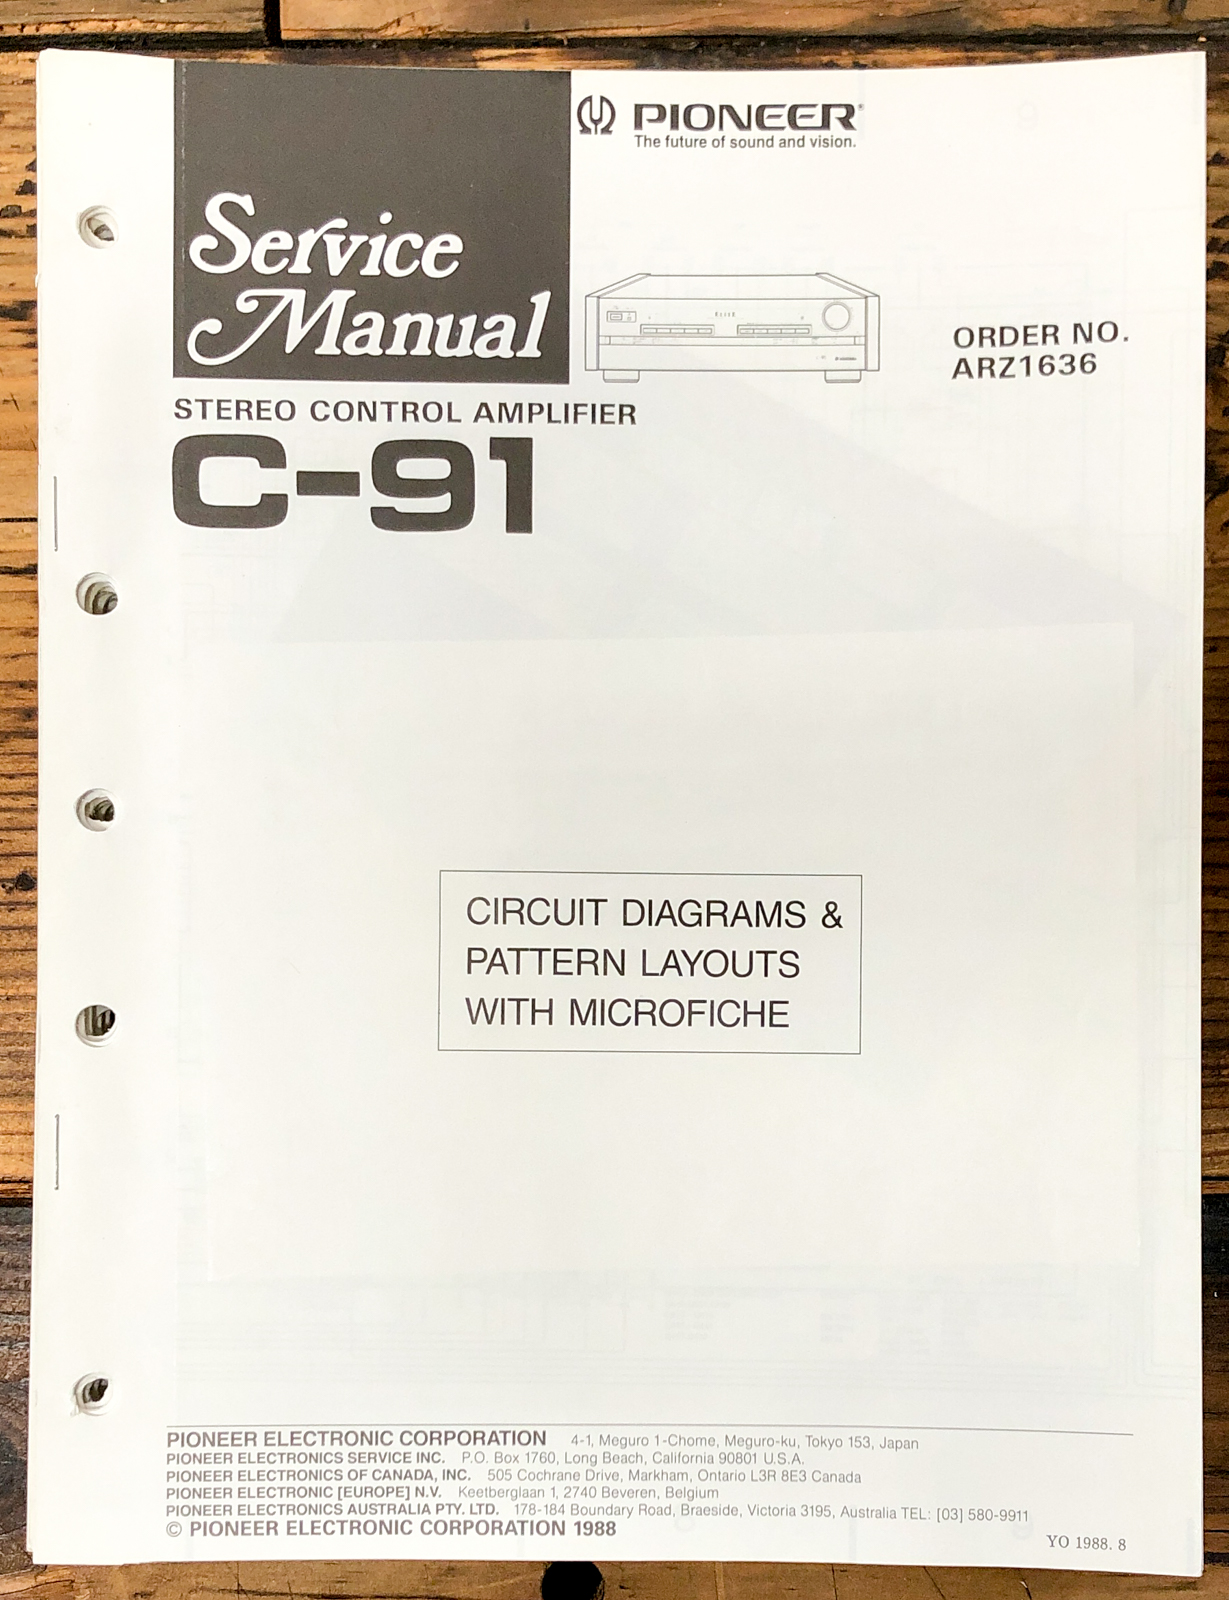 PIONEER®
The future of sound and vision.
Service
Manual
ELITE
ORDER NO.
ARZ1636
STEREO CONTROL AMPLIFIER
C-91
CIRCUIT DIAGRAMS &
PATTERN LAYOUTS
WITH MICROFICHE
PIONEER ELECTRONIC CORPORATION 4-1, Meguro 1-Chome, Meguro-ku, Tokyo 153, Japan
PIONEER ELECTRONICS SERVICE INC. P.O. Box 1760, Long Beach, California 90801 U.S.A.
PIONEER ELECTRONICS OF CANADA, INC. 505 Cochrane Drive, Markham, Ontario L3R 8E3 Canada
PIONEER ELECTRONIC [EUROPE] N.V. Keetberglaan 1, 2740 Beveren, Belgium
PIONEER ELECTRONICS AUSTRALIA PTY. LTD. 178-184 Boundary Road, Braeside, Victoria 3195, Australia TEL: [03] 580-9911
© PIONEER ELECTRONIC CORPORATION 1988
YO 1988. 8